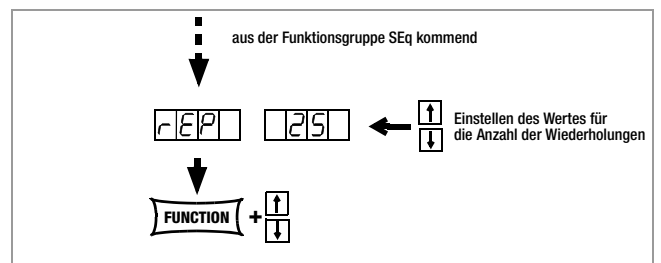 aus der Funktionsgruppe SEq kommend
rEP 25 Einstellen des Wertes für
die Anzahl der Wiederholungen
FUNCTION +